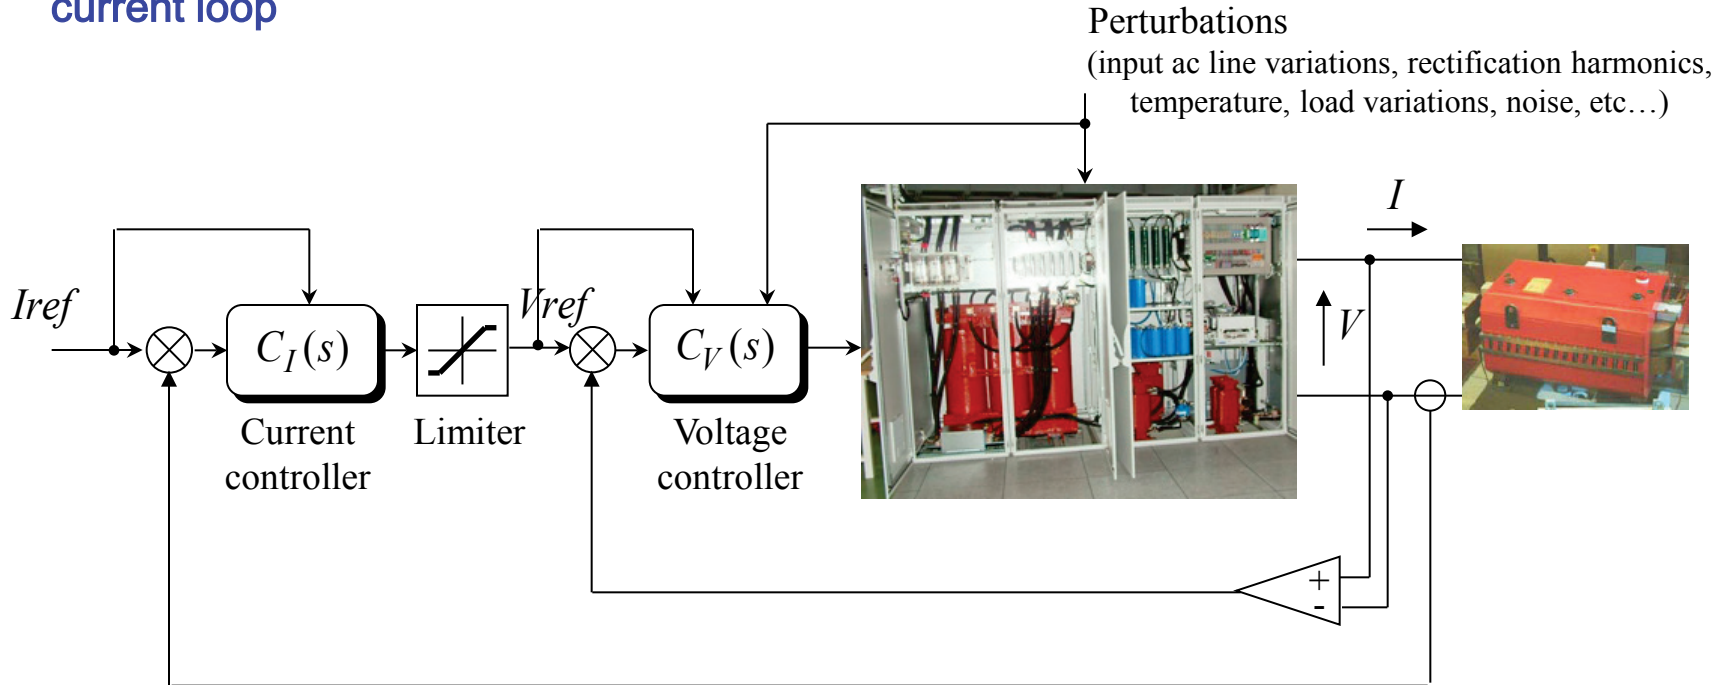 current loop
Perturbations
(input ac line variations, rectification harmonics,
temperature, load variations, noise, etc…)
I
Iref
Vref
V
C_I(s)
C_V(s)
Current
controller
Limiter
Voltage
controller
+
-